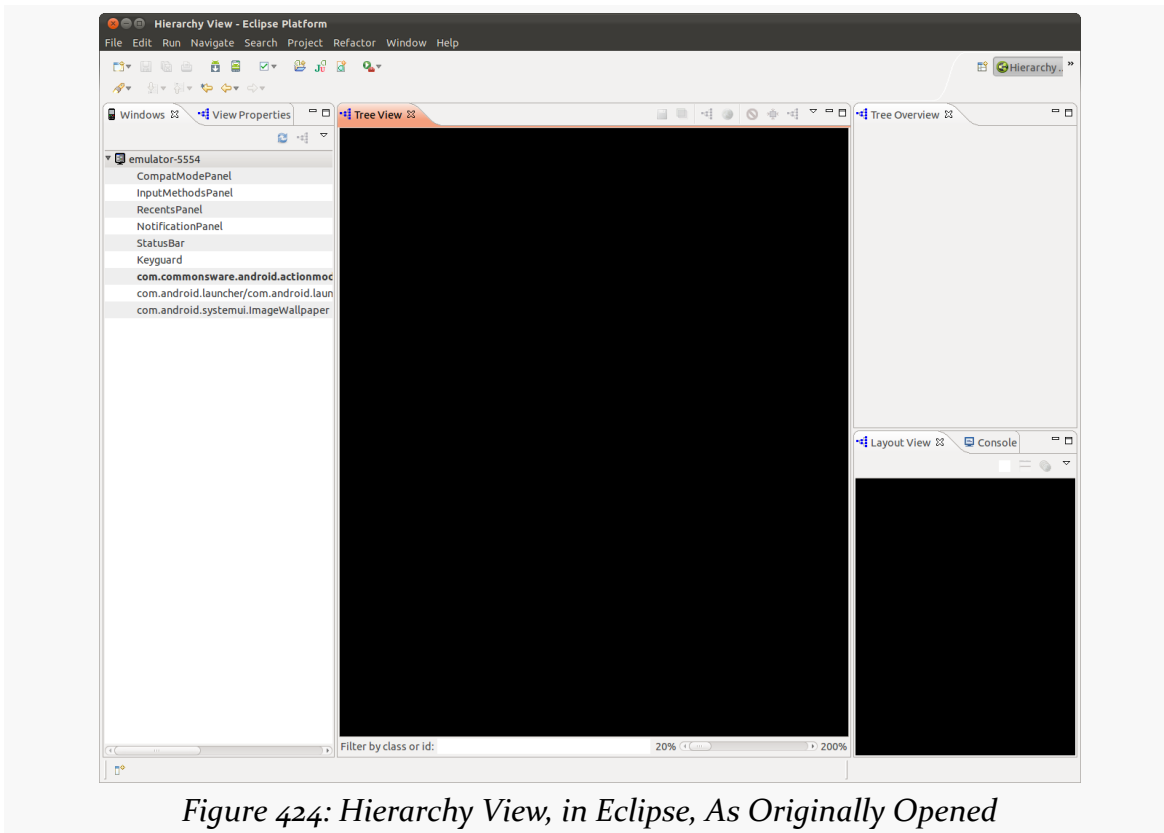 Hierarchy View - Eclipse Platform
File Edit Run Navigate Search Project Refactor Window Help
Hierarchy.. »
Windows
View Properties
Tree View
Tree Overview
emulator-5554
CompatModePanel
InputMethodsPanel
RecentsPanel
NotificationPanel
StatusBar
Keyguard
com.commonsware.android.actionmod
com.android.launcher/com.android.laun
com.android.systemui.ImageWallpaper
Layout View
Console
Filter by class or id:
20%
200%
Figure 424: Hierarchy View, in Eclipse, As Originally Opened